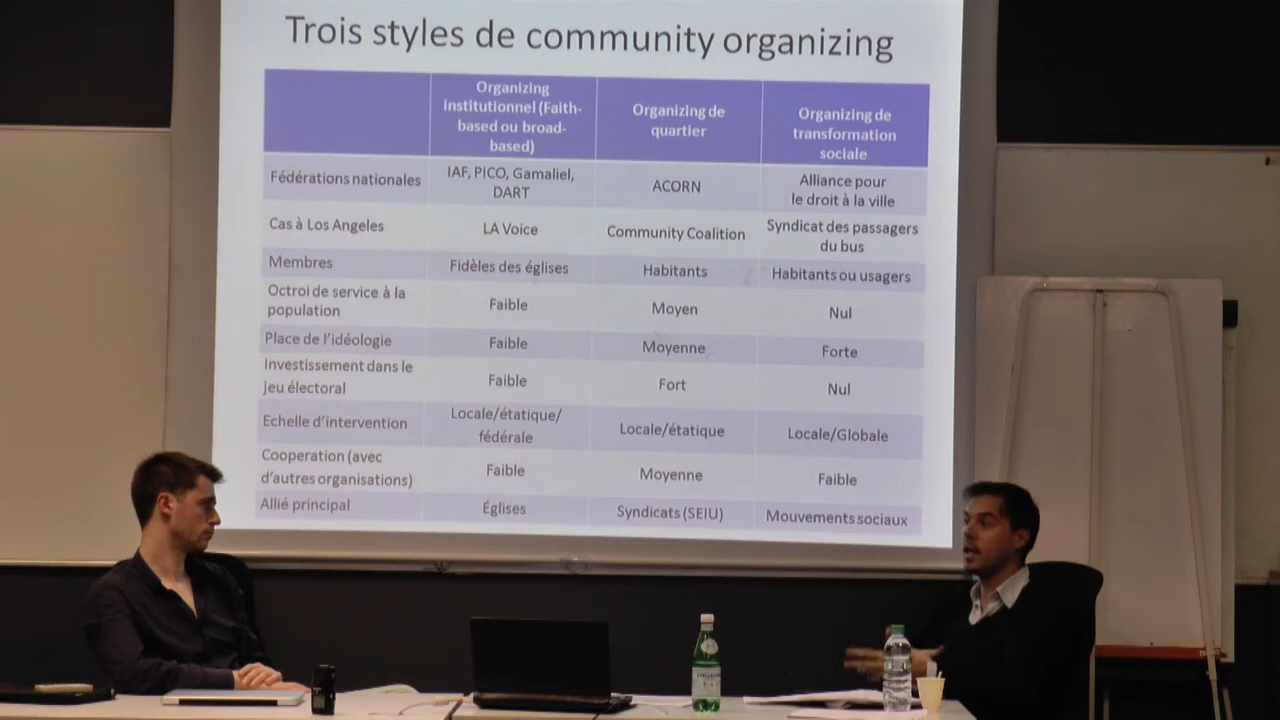 Trois styles de community organizing
Organizing
institutionnel (Faith-
based ou broad-
based)
Organizing de
quartier
Organizing de
transformation
sociale
Fédérations nationales
IAF, PICO, Gamaliel,
DART
ACORN
Alliance pour
le droit à la ville
Cas à Los Angeles
LA Voice
Community Coalition
Syndicat des passagers
du bus
Membres
Fidèles des églises
Habitants
Habitants ou usagers
Octroi de service à la
population
Faible
Moyen
Nul
Place de l'idéologie
Faible
Moyenne
Forte
Investissement dans le
jeu électoral
Faible
Fort
Nul
Echelle d'intervention
Locale/étatique/
fédérale
Locale/étatique
Locale/Globale
Cooperation (avec
d'autres organisations)
Faible
Moyenne
Faible
Allié principal
Églises
Syndicats (SEIU)
Mouvements sociaux